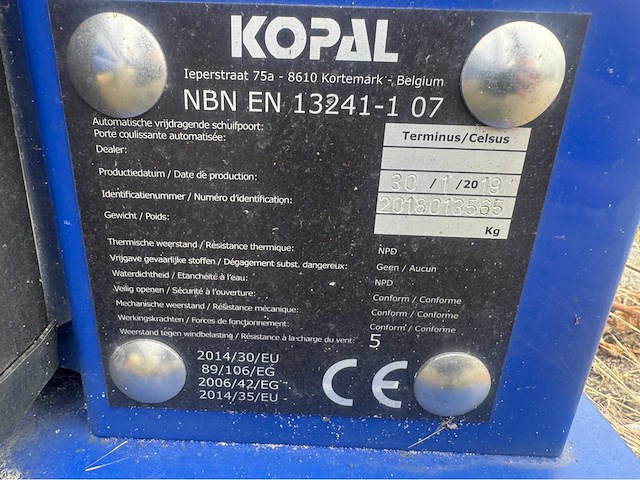 KOPAL
Ieperstraat 75a - 8610 Kortemark - Belgium
NBN EN 13241-1 07
Automatische vrijdragende schuifpoort:
Porte coulissante automatisée:
Terminus/Celsus
Dealer:
Productiedatum / Date de production: 30 / 1 /2019
Identificatienummer / Numéro d'identification: 2018013565
Gewicht / Poids: Kg
Thermische weerstand / Résistance thermique: NPD
Vrijgave gevaarlijke stoffen / Dégagement subst. dangereux: Geen / Aucun
Waterdichtheid / Etanchéité à l'eau: NPD
Veilig openen / Sécurité à l'ouverture: Conform / Conforme
Mechanische weerstand / Résistance mécanique: Conform / Conforme
Werkingskrachten / Forces de fonctionnement: Conform / Conforme
Weerstand tegen windbelasting / Résistance à la charge du vent: 5
2014/30/EU
89/106/EG
2006/42/EG
2014/35/EU
CE